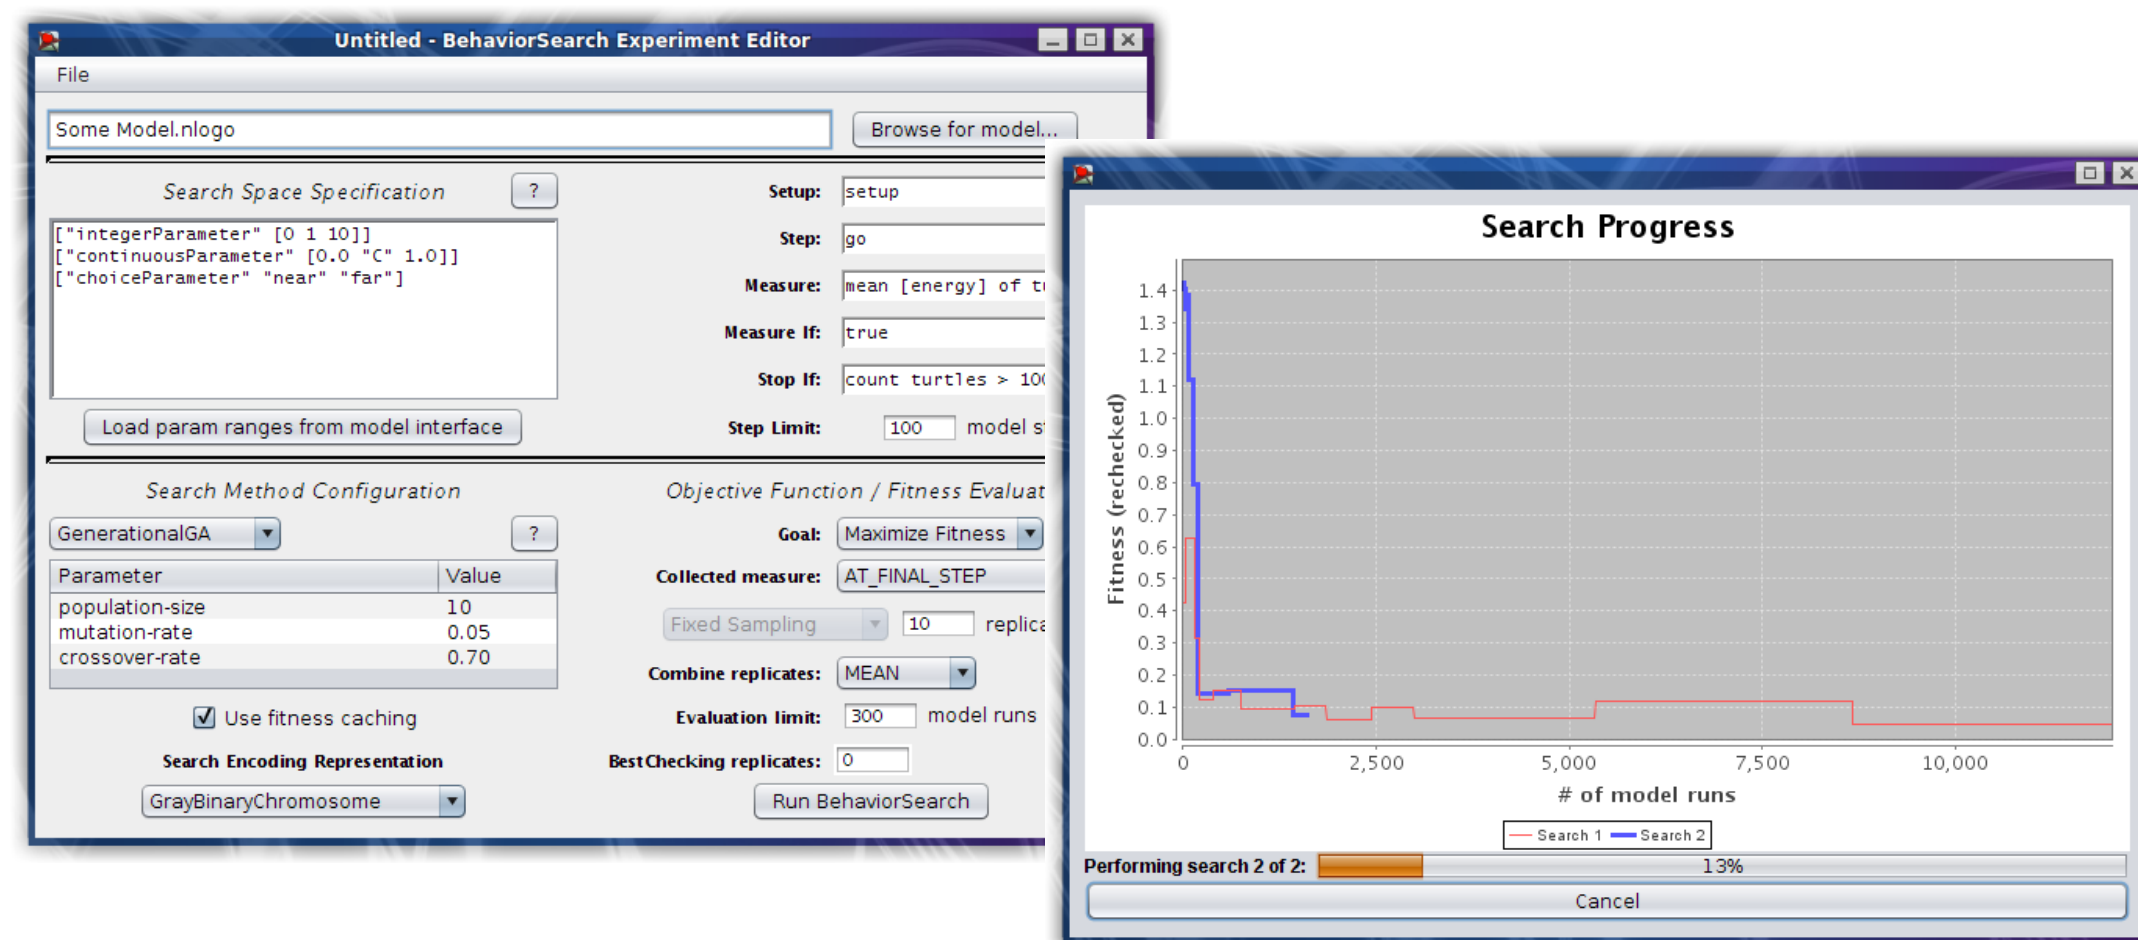 Untitled - BehaviorSearch Experiment Editor
File
Some Model.nlogo
Browse for model...
Search Space Specification
?
["integerParameter" [0 1 10]]
["continuousParameter" [0.0 "C" 1.0]]
["choiceParameter" "near" "far"]
Load param ranges from model interface
Setup: setup
Step: go
Measure: mean [energy] of
Measure If: true
Stop If: count turtles >
Step Limit: 100 model
Search Method Configuration
GenerationalGA
?
Parameter Value
population-size 10
mutation-rate 0.05
crossover-rate 0.70
Use fitness caching
Search Encoding Representation
GrayBinaryChromosome
Objective Function / Fitness
Goal: Maximize Fitness
Collected measure: AT_FINAL_STEP
Fixed Sampling 10
Combine replicates: MEAN
Evaluation limit: 300 model runs
BestChecking replicates: 0
Run BehaviorSearch
Search Progress
Fitness (rechecked)
1.4
1.3
1.2
1.1
1.0
0.9
0.8
0.7
0.6
0.5
0.4
0.3
0.2
0.1
0.0
0 2,500 5,000 7,500 10,000
# of model runs
Search 1 Search 2
Performing search 2 of 2: 13%
Cancel